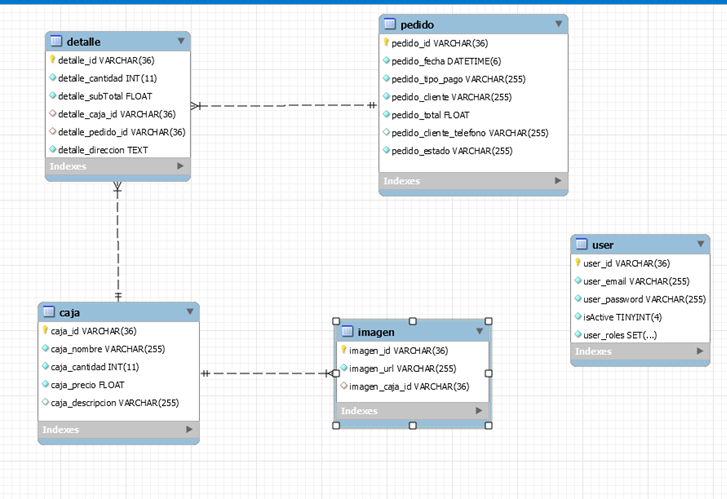 detalle
detalle_id VARCHAR(36)
detalle_cantidad INT(11)
detalle_subTotal FLOAT
detalle_caja_id VARCHAR(36)
detalle_pedido_id VARCHAR(36)
detalle_direccion TEXT
Indexes
pedido
pedido_id VARCHAR(36)
pedido_fecha DATETIME(6)
pedido_tipo_pago VARCHAR(255)
pedido_cliente VARCHAR(255)
pedido_total FLOAT
pedido_cliente_telefono VARCHAR(255)
pedido_estado VARCHAR(255)
Indexes
user
user_id VARCHAR(36)
user_email VARCHAR(255)
user_password VARCHAR(255)
isActive TINYINT(4)
user_roles SET(...)
Indexes
caja
caja_id VARCHAR(36)
caja_nombre VARCHAR(255)
caja_cantidad INT(11)
caja_precio FLOAT
caja_descripcion VARCHAR(255)
Indexes
imagen
imagen_id VARCHAR(36)
imagen_url VARCHAR(255)
imagen_caja_id VARCHAR(36)
Indexes